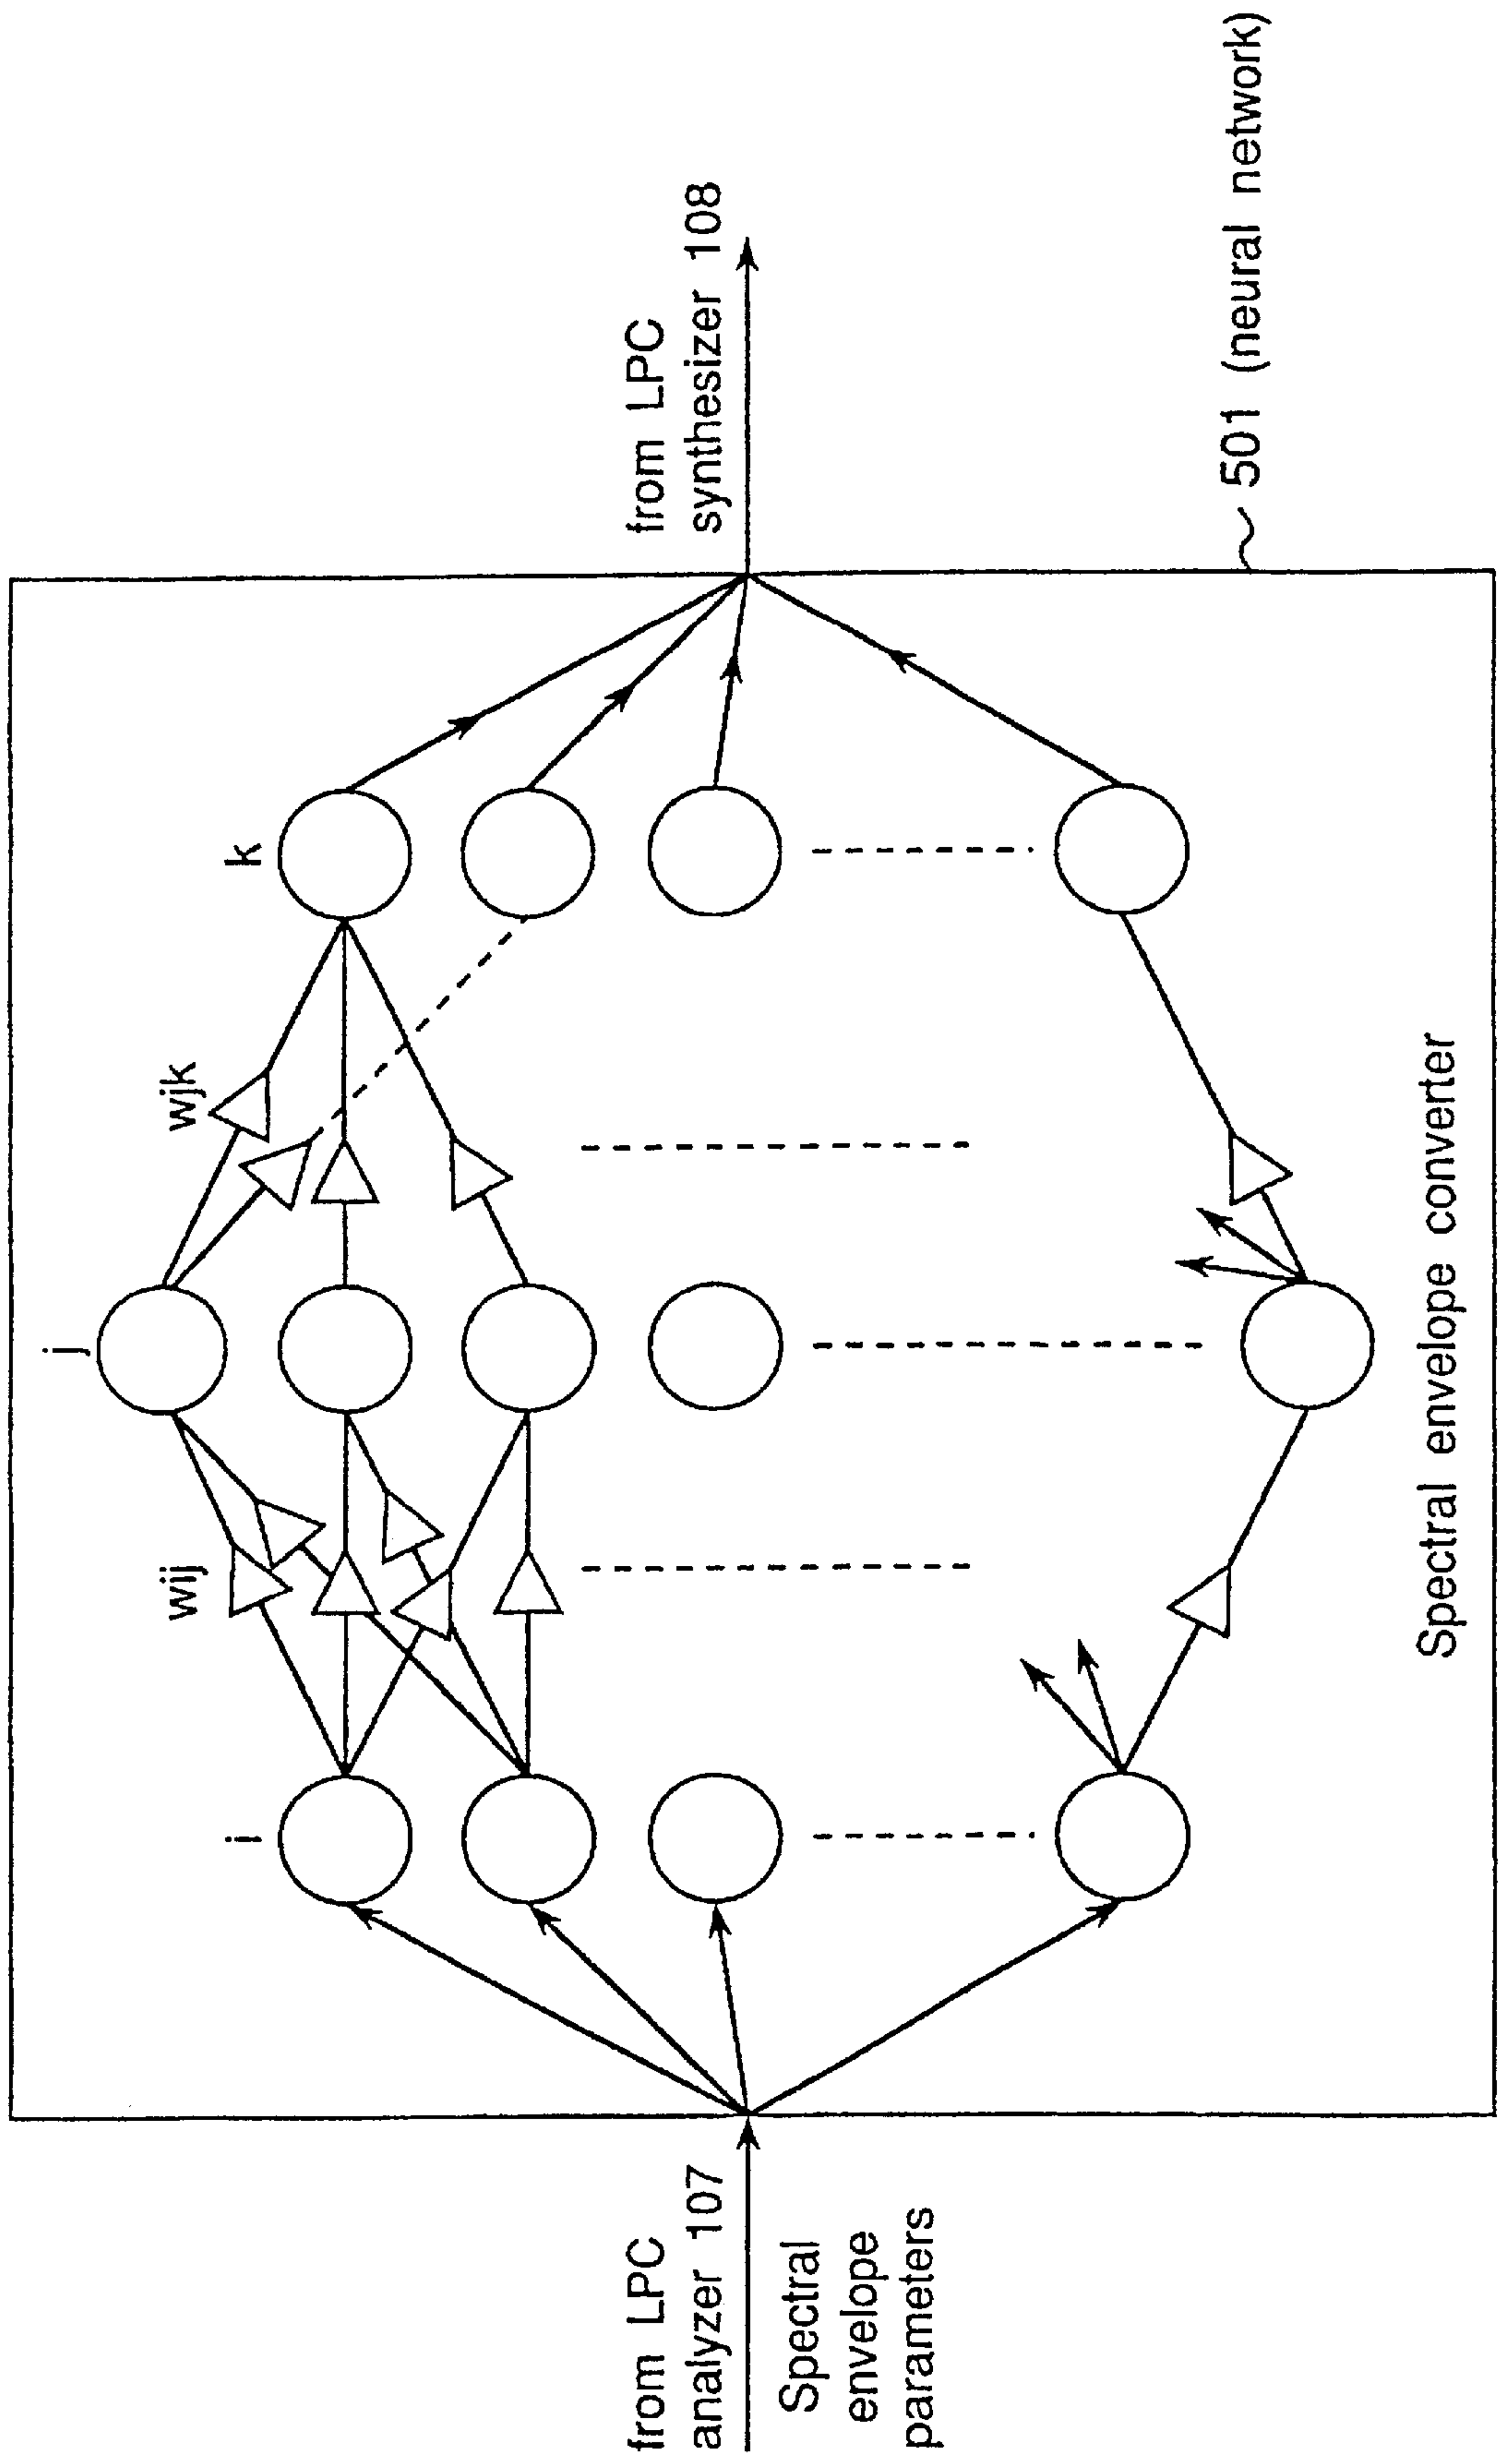 from LPC
analyzer 107
Spectral
envelope
parameters
i
wij
j
wjk
k
from LPC
synthesizer 108
Spectral envelope converter
501 (neural network)